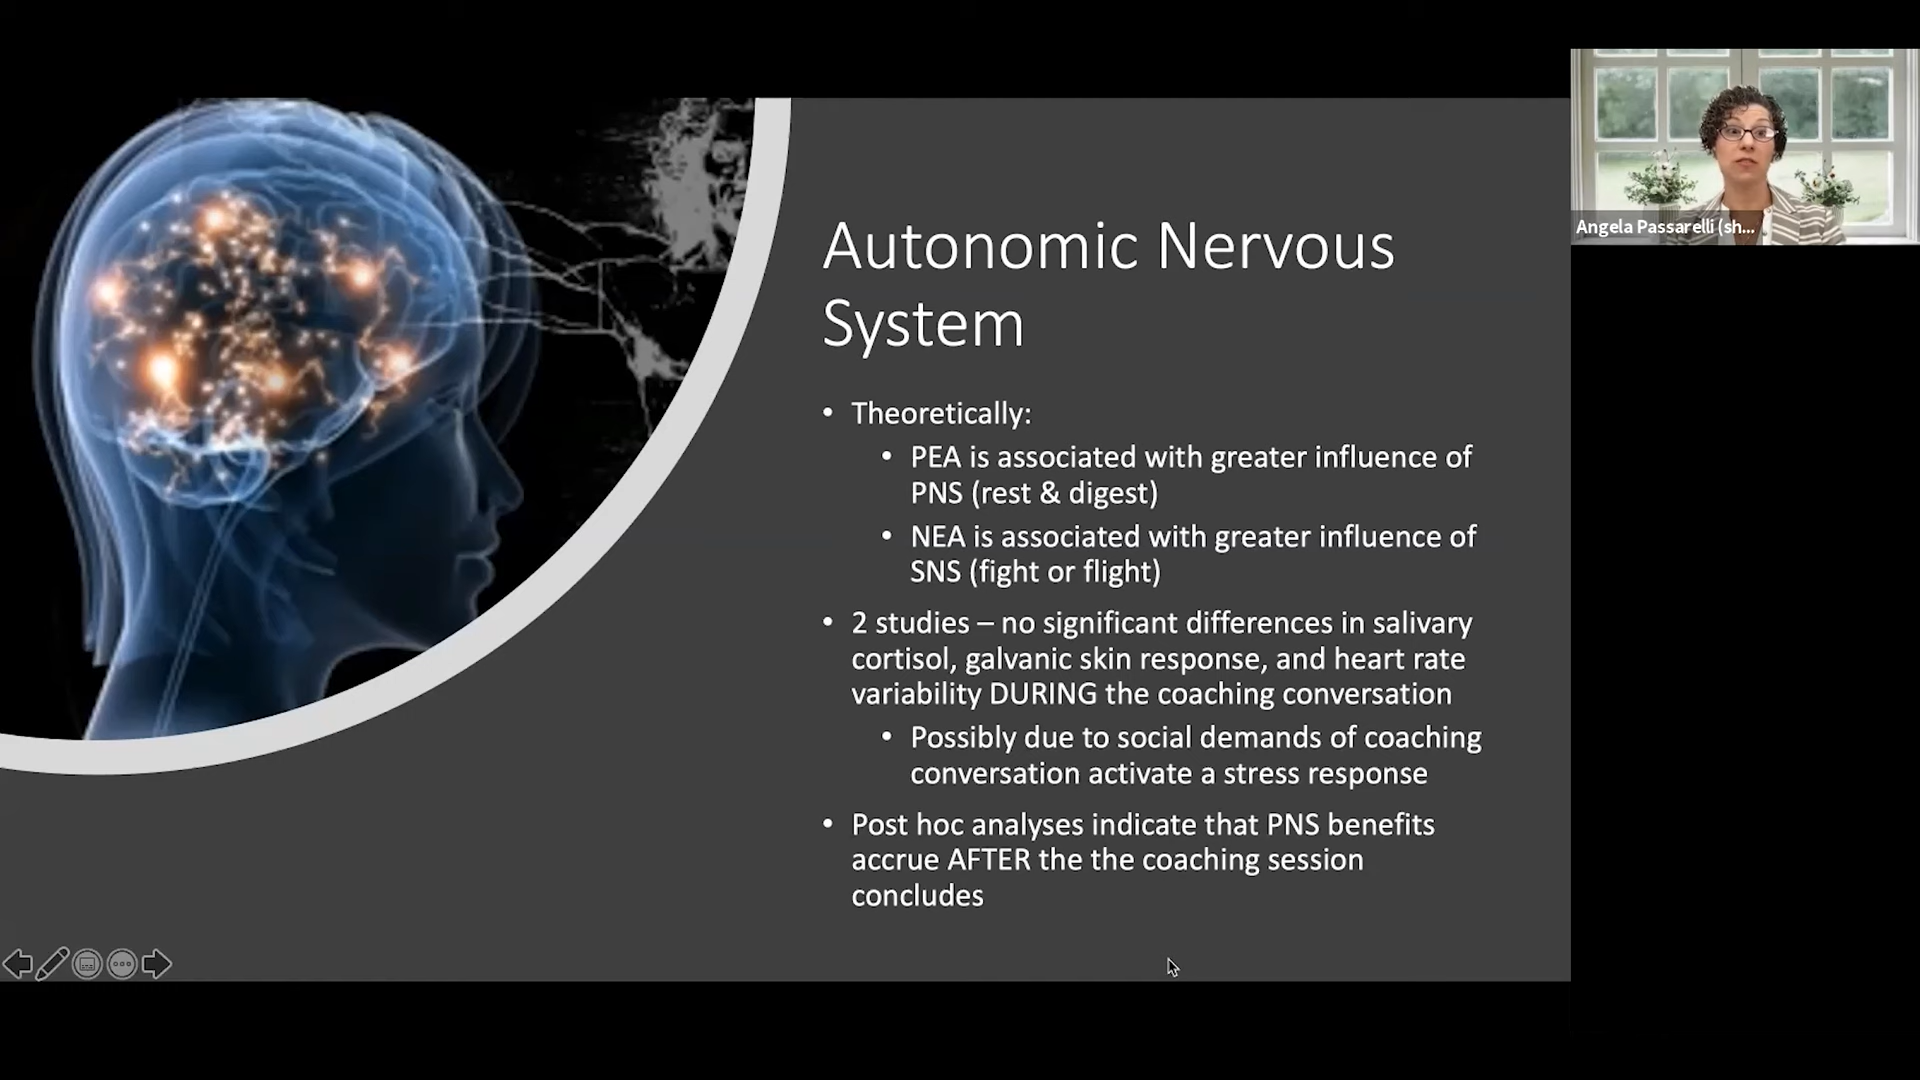 Angela Passarelli (sh...
Autonomic Nervous
System
• Theoretically:
• PEA is associated with greater influence of
PNS (rest & digest)
• NEA is associated with greater influence of
SNS (fight or flight)
• 2 studies – no significant differences in salivary
cortisol, galvanic skin response, and heart rate
variability DURING the coaching conversation
• Possibly due to social demands of coaching
conversation activate a stress response
• Post hoc analyses indicate that PNS benefits
accrue AFTER the the coaching session
concludes